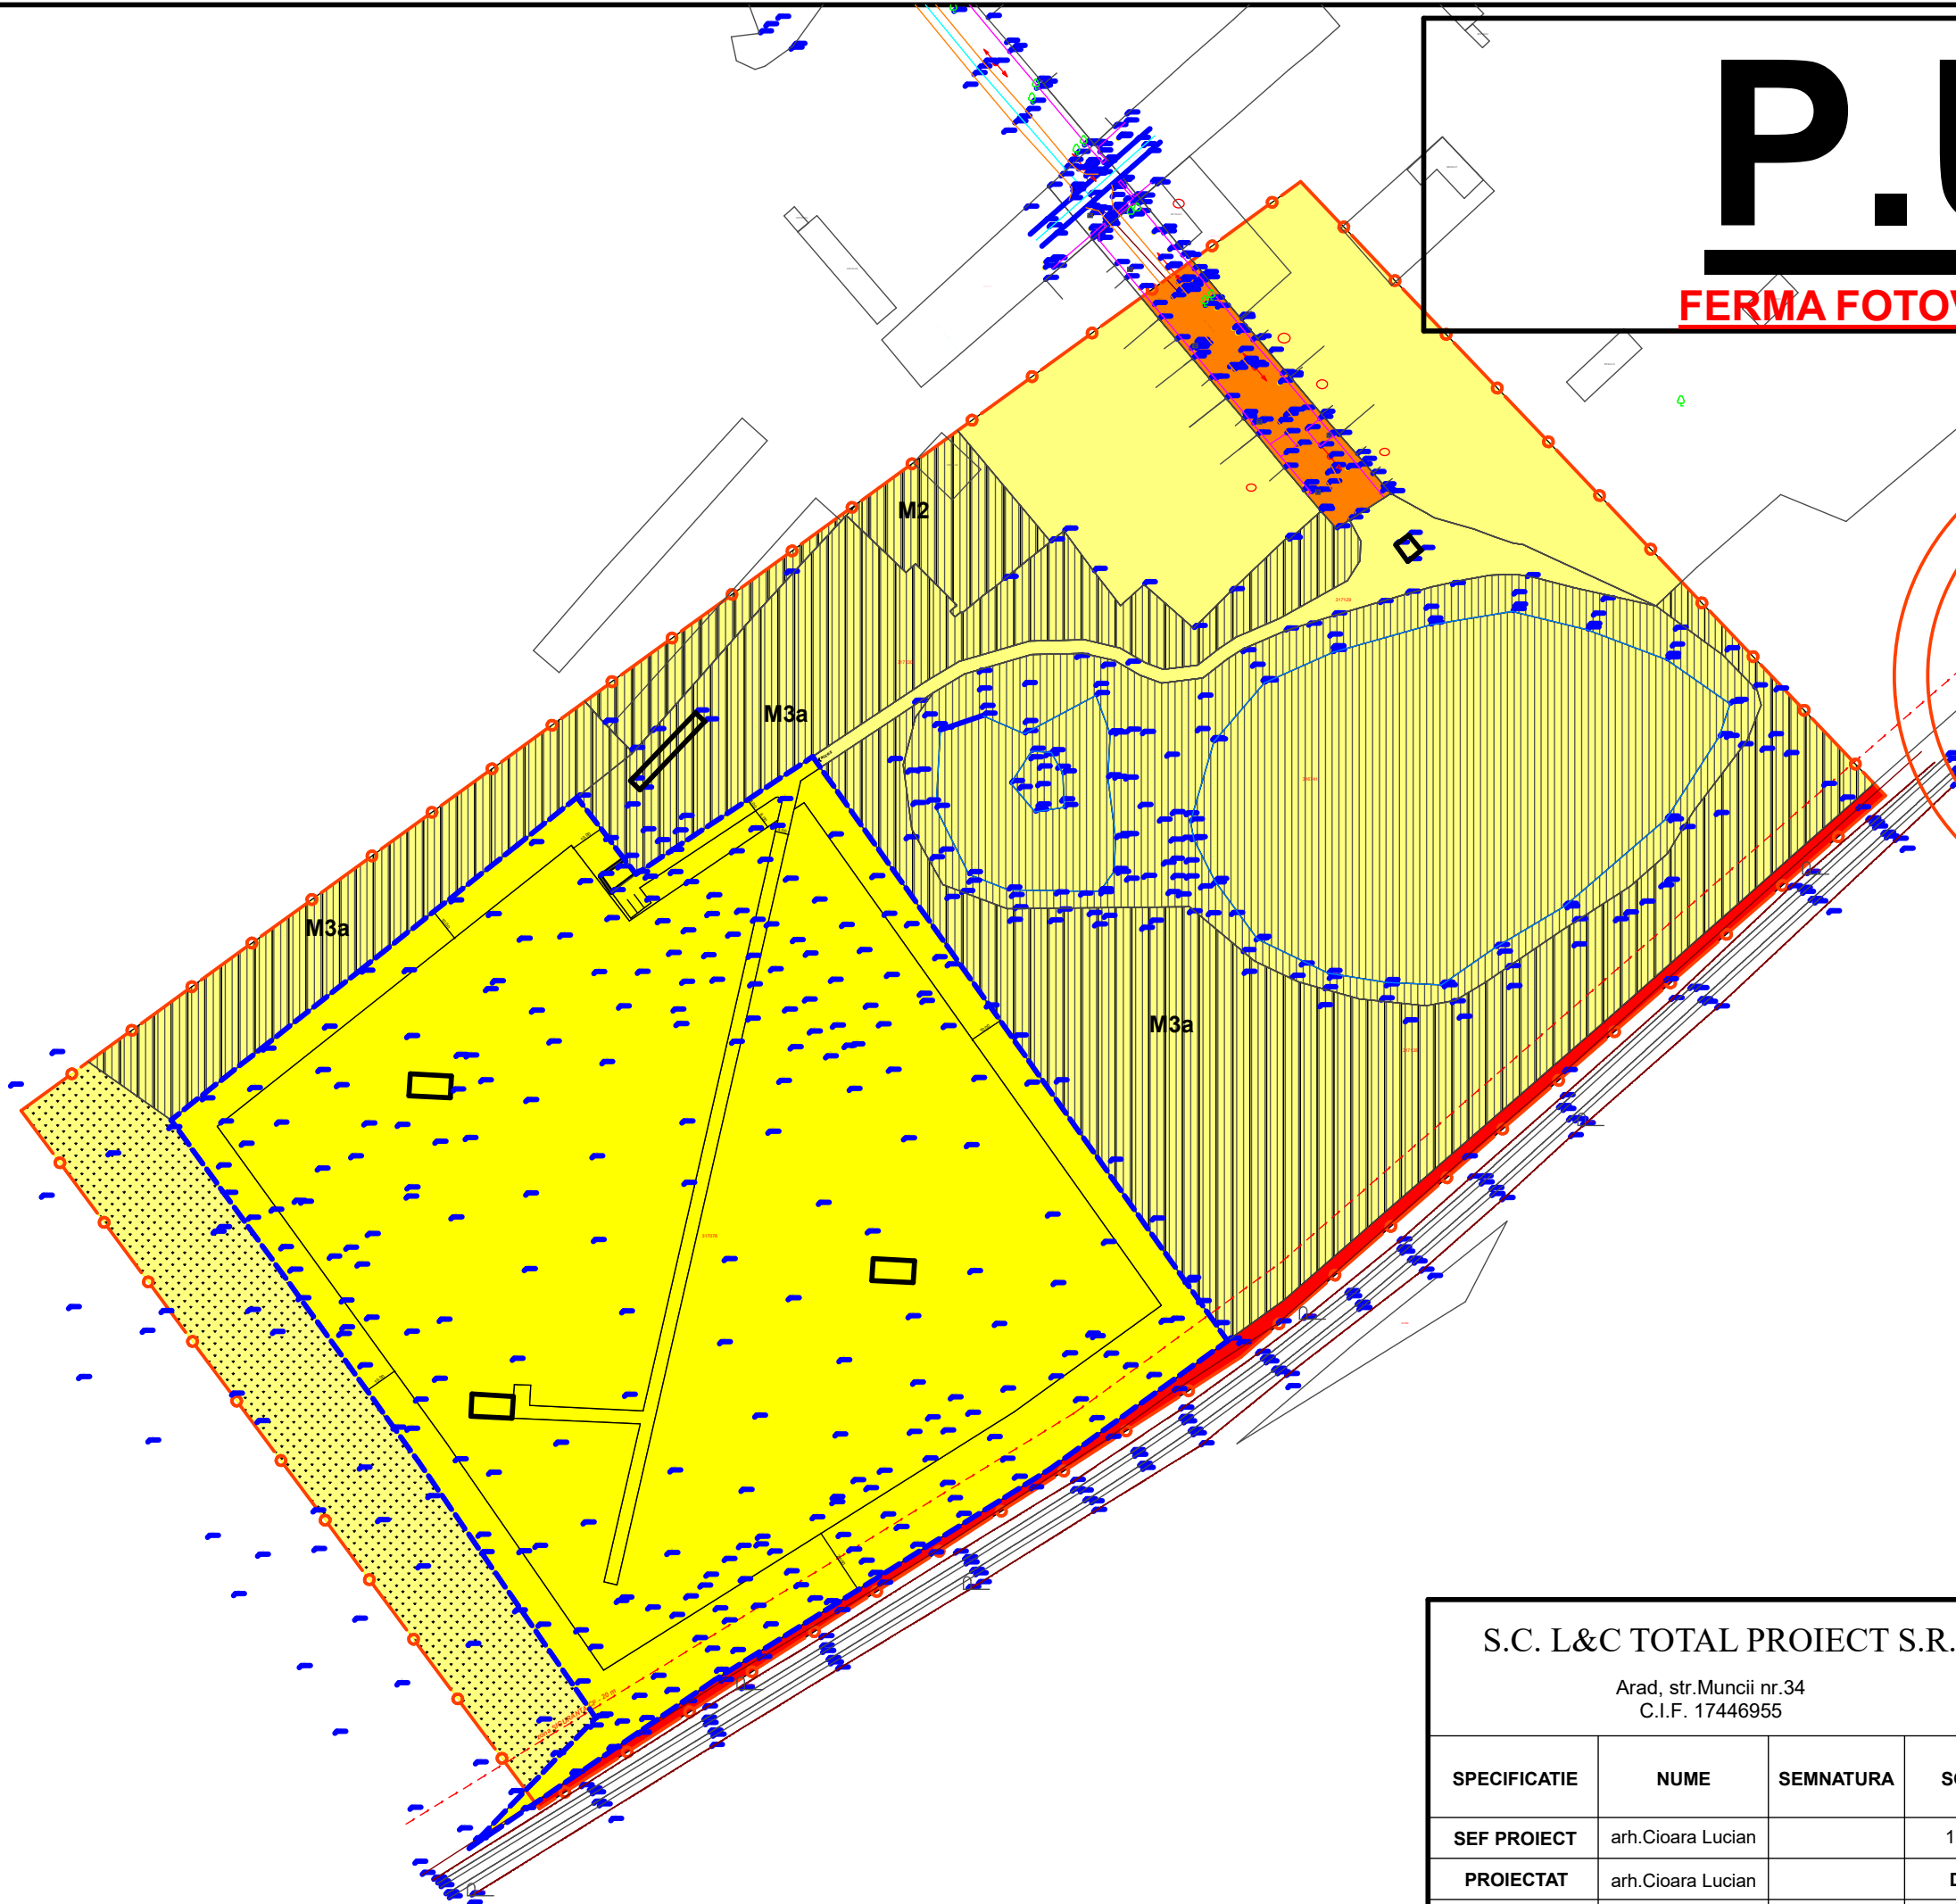 P.U
FERMA FOTOV
M2
M3a
M3a
M3a
S.C. L&C TOTAL PROIECT S.R.
Arad, str.Muncii nr.34
C.I.F. 17446955
SPECIFICATIE NUME SEMNATURA
SEF PROIECT arh.Cioara Lucian
PROIECTAT arh.Cioara Lucian